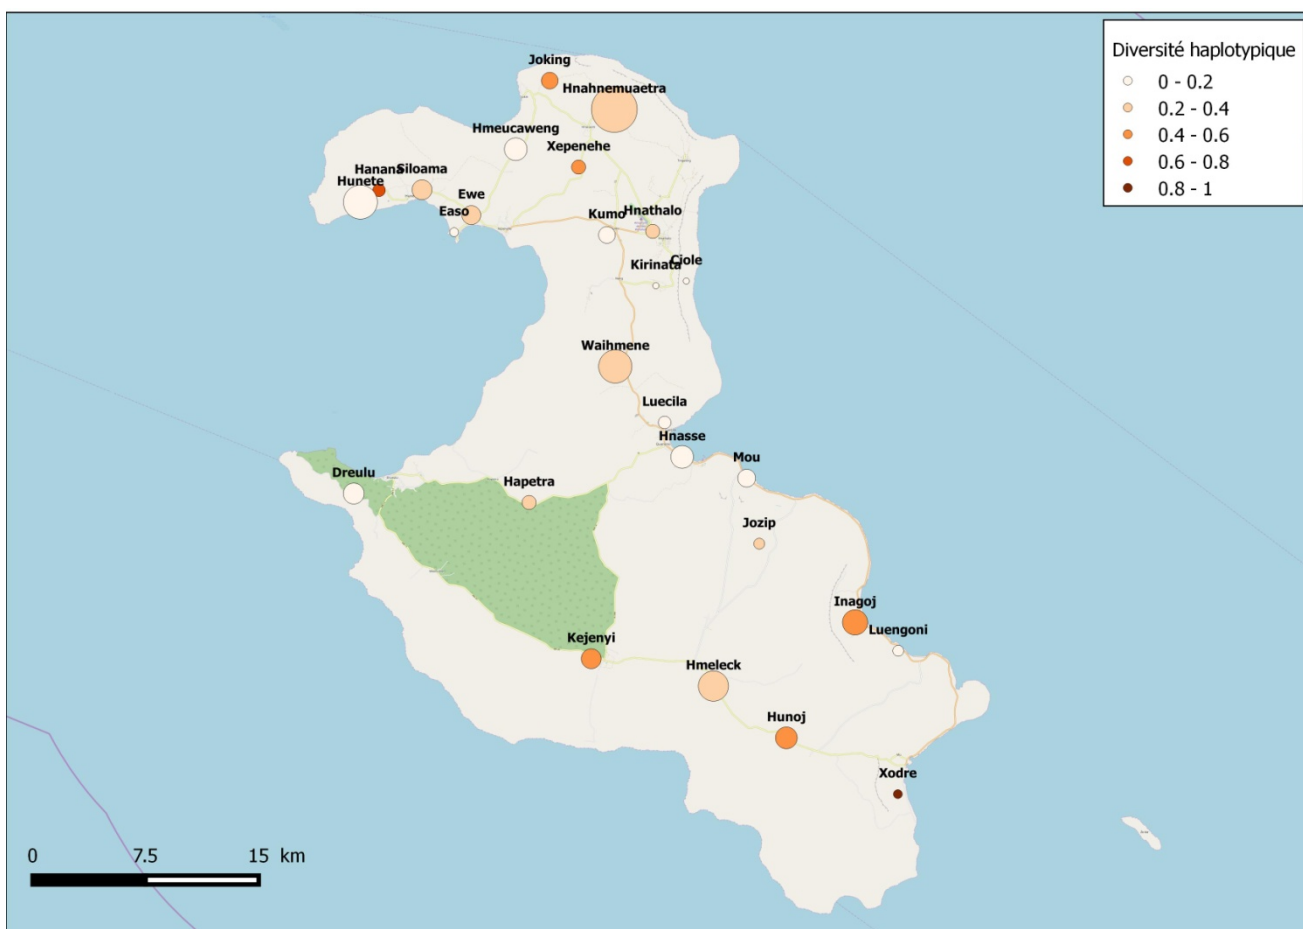 Diversité haplotypique
0 - 0.2
0.2 - 0.4
0.4 - 0.6
0.6 - 0.8
0.8 - 1
Joking
Hnahnemuaetra
Hmeucaweng
Xepenehe
Hanana
Siloama
Hunete
Ewe
Easo
Kumo
Hnathalo
Kirinata
Ciole
Waihmene
Luecila
Hnasse
Mou
Dreulu
Hapetra
Jozip
Inagoj
Luengoni
Kejenyi
Hmeleck
Hunoj
Xodre
0 7.5 15 km